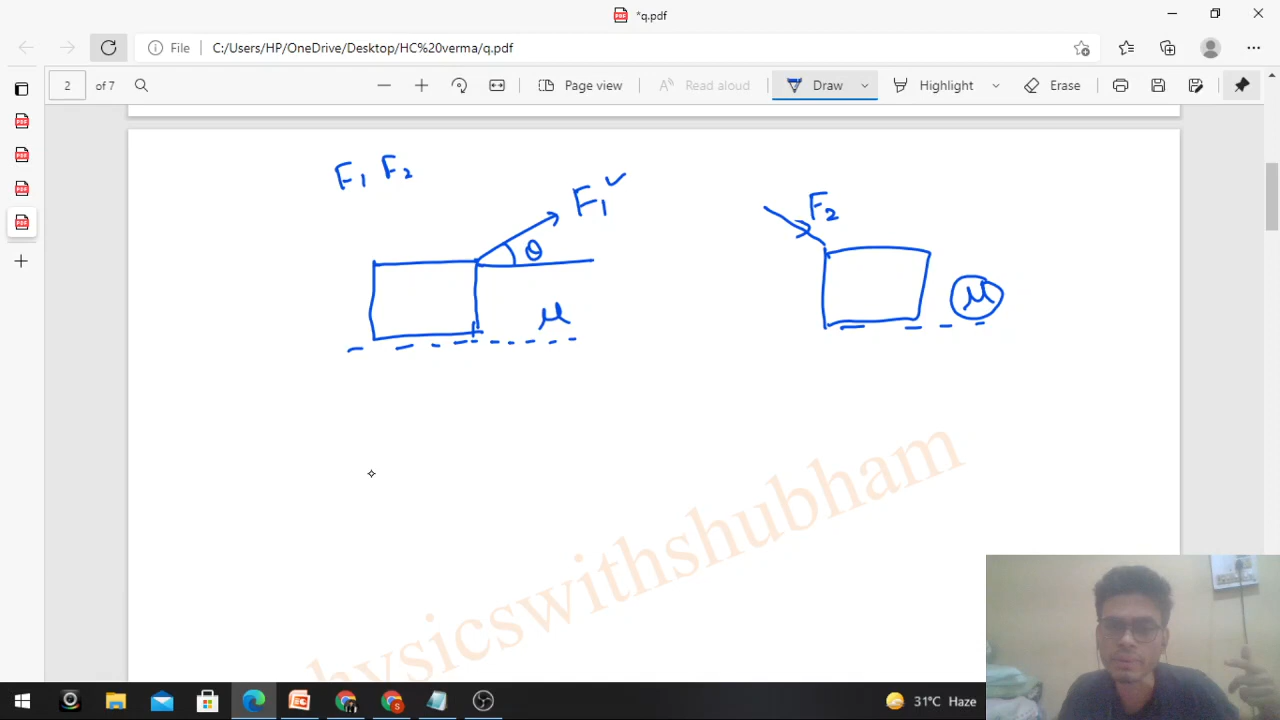 *q.pdf
File C:/Users/HP/OneDrive/Desktop/HC%20verma/q.pdf
2 of 7 Page view Read aloud Draw Highlight Erase
F₁ F₂
F₁
θ
μ
F₂
μ
physicswithshubham
31°C Haze